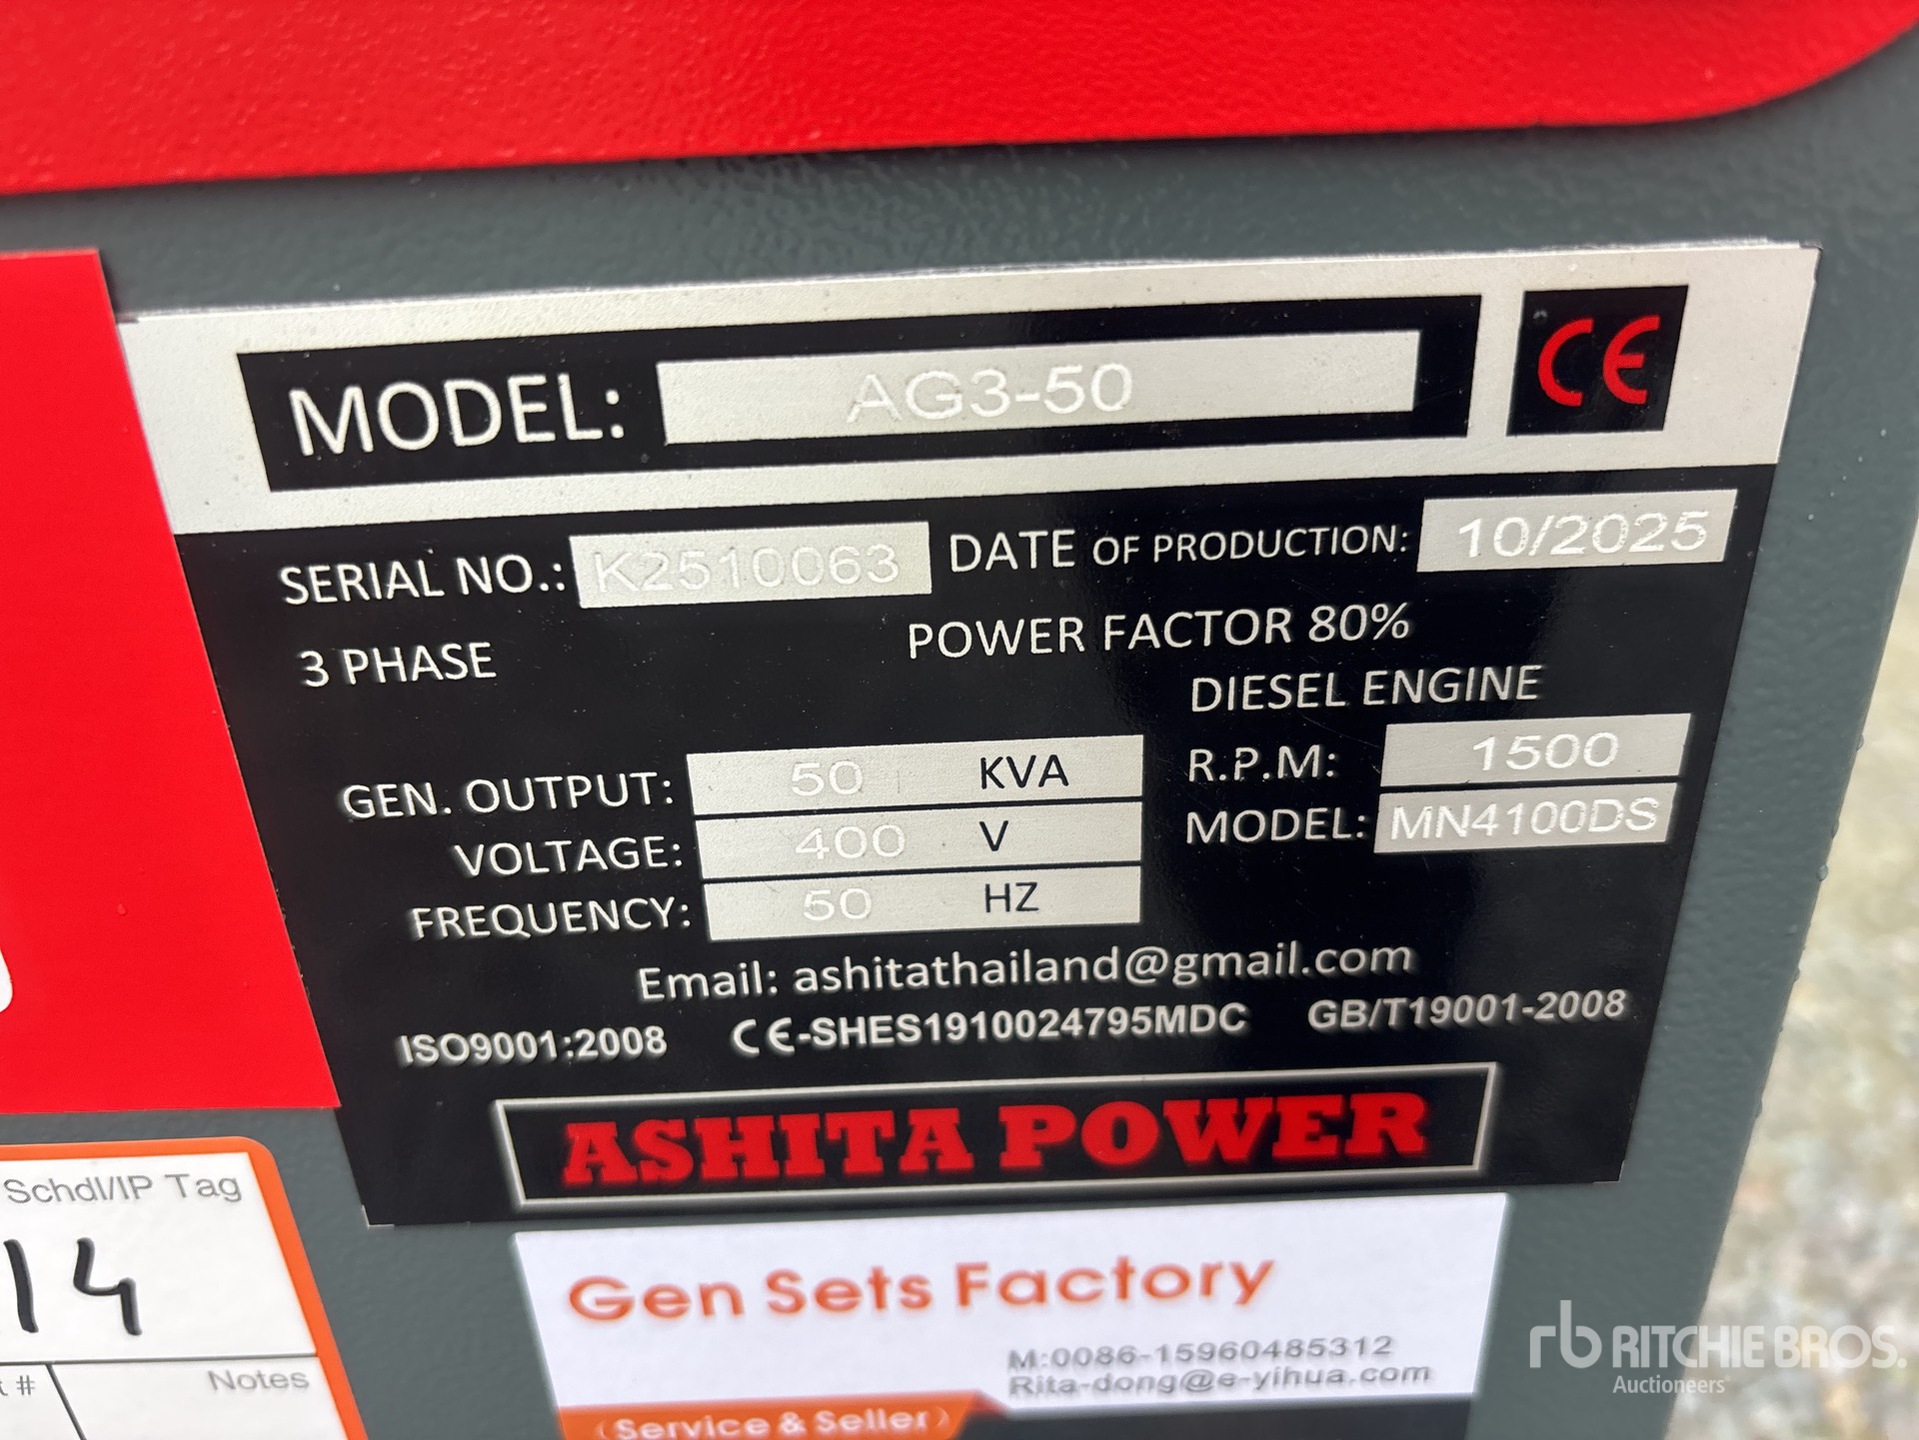 MODEL: AG3-50 CE
SERIAL NO.: K2510063 DATE OF PRODUCTION: 10/2025
3 PHASE POWER FACTOR 80%
DIESEL ENGINE
GEN. OUTPUT: 50 KVA R.P.M: 1500
VOLTAGE: 400 V MODEL: MN4100DS
FREQUENCY: 50 HZ
Email: ashitathailand@gmail.com
ISO9001:2008 CE-SHES1910024795MDC GB/T19001-2008
ASHITA POWER
Schdl/IP Tag
14
#
Notes
Gen Sets Factory
M:0086-15960485312
Rita-dong@e-yihua.com
(Service & Seller)
rb RITCHIE BROS.
Auctioneers